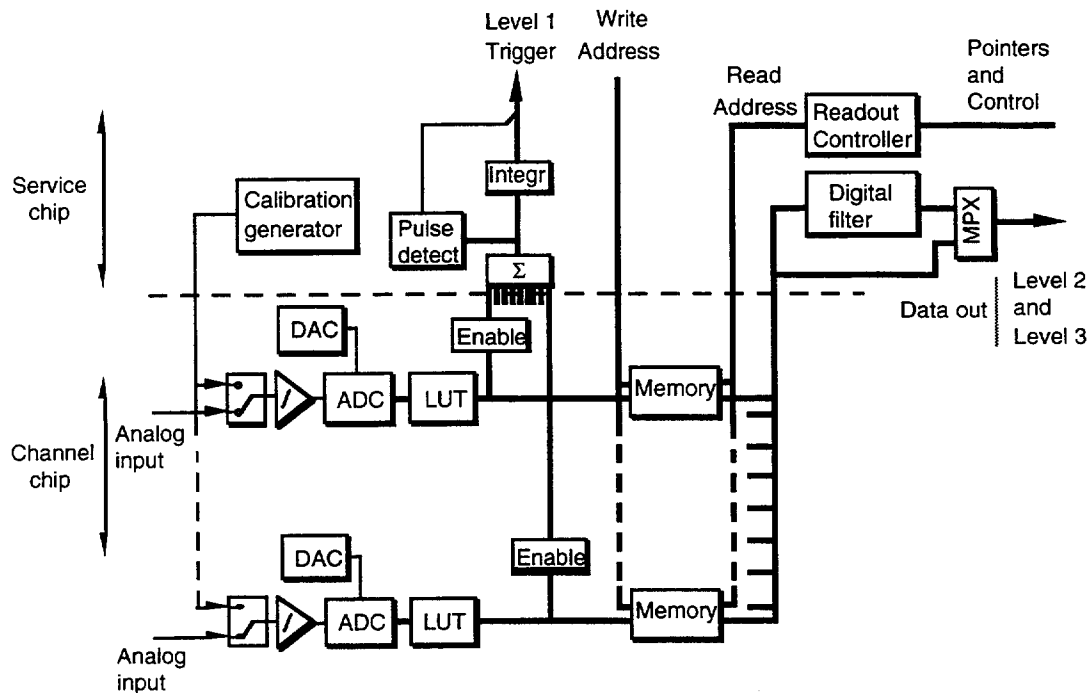 Level 1
Trigger
Write
Address
Read
Address
Pointers
and
Control
Readout
Controller
Service
chip
Calibration
generator
Integr
Pulse
detect
Σ
Digital
filter
MPX
Data out
Level 2
and
Level 3
DAC
Enable
ADC
LUT
Memory
Analog
input
Channel
chip
DAC
Enable
ADC
LUT
Memory
Analog
input